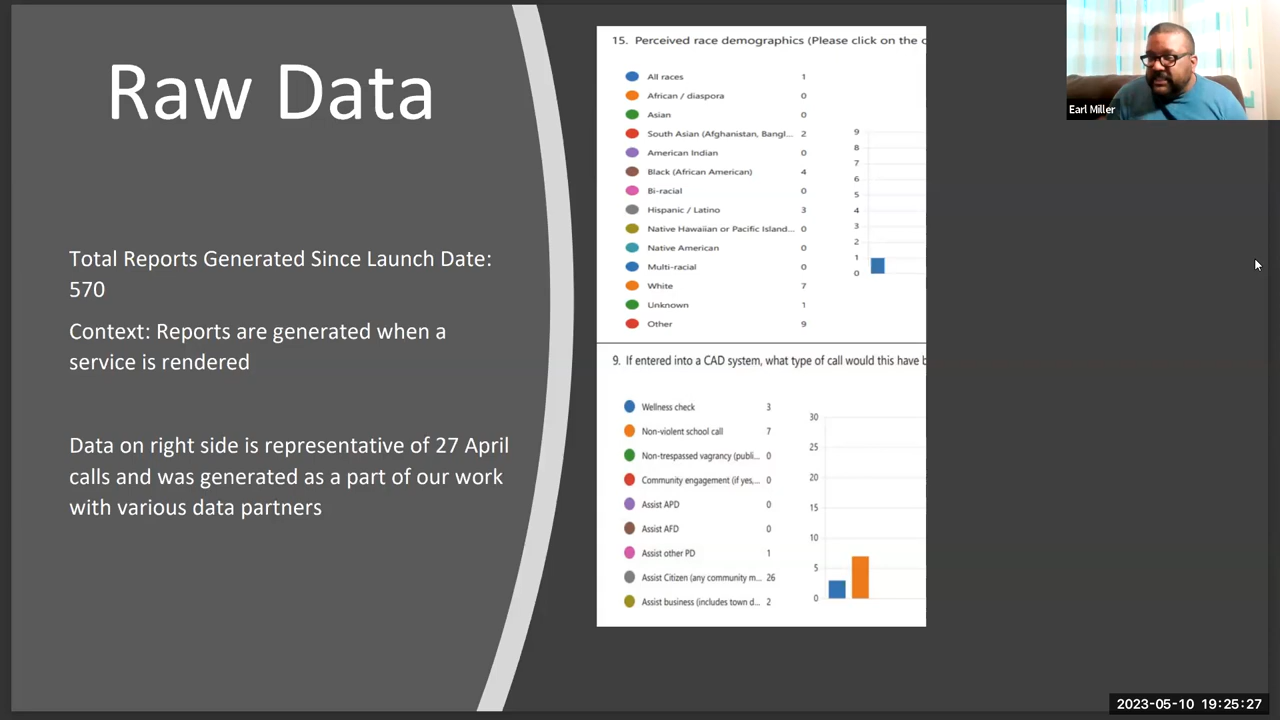 Raw Data
Total Reports Generated Since Launch Date:
570
Context: Reports are generated when a
service is rendered
Data on right side is representative of 27 April
calls and was generated as a part of our work
with various data partners
15. Perceived race demographics (Please click on the
All races 1
African / diaspora 0
Asian 0
South Asian (Afghanistan, Bangl... 2
American Indian 0
Black (African American) 4
Bi-racial 0
Hispanic / Latino 3
Native Hawaiian or Pacific Island... 0
Native American 0
Multi-racial 0
White 7
Unknown 1
Other 9
9
8
7
6
5
4
3
2
1
0
9. If entered into a CAD system, what type of call would this have
Wellness check 3
Non-violent school call 7
Non-trespassed vagrancy (publi... 0
Community engagement (if yes,... 0
Assist APD 0
Assist AFD 0
Assist other PD 1
Assist Citizen (any community m... 26
Assist business (includes town d... 2
30
25
20
15
10
5
0
Earl Miller
2023-05-10 19:25:27